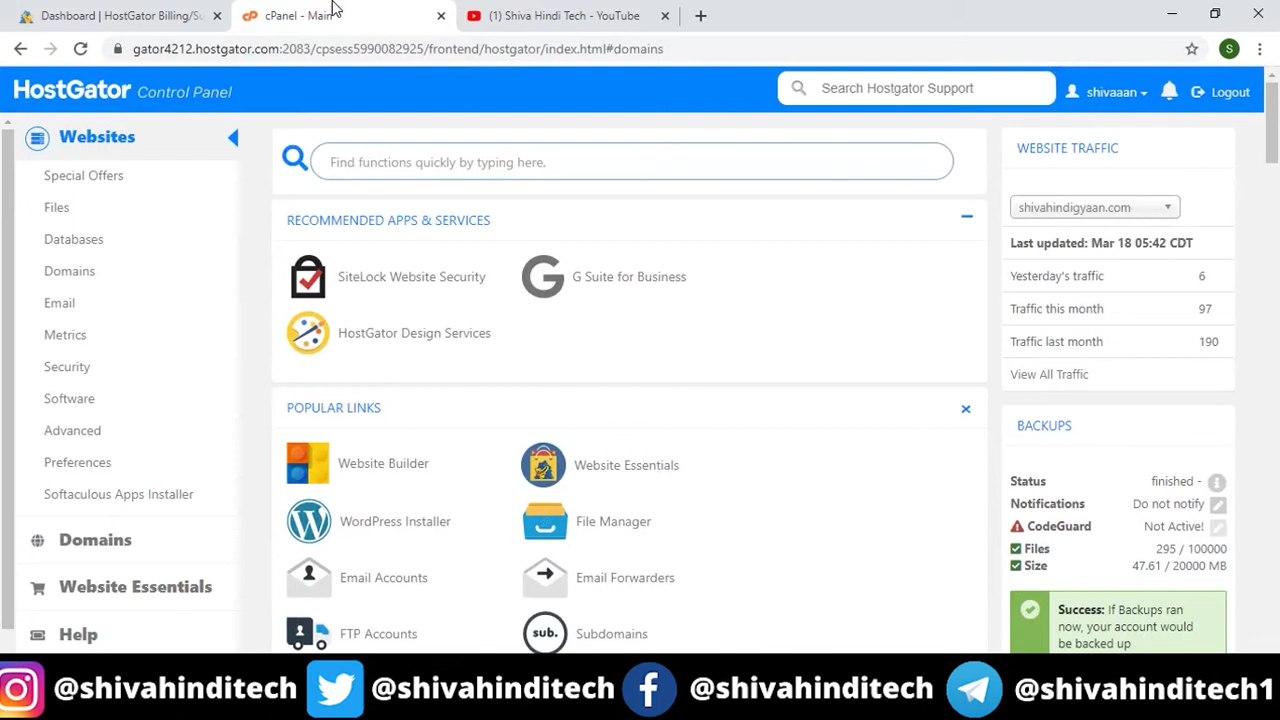 Dashboard | HostGator Billing/Su
cPanel - Main
(1) Shiva Hindi Tech - YouTube
gator4212.hostgator.com:2083/cpsess5990082925/frontend/hostgator/index.html#domains
S
HostGator Control Panel
Search Hostgator Support
shivaaan
Logout
Websites
Special Offers
Files
Databases
Domains
Email
Metrics
Security
Software
Advanced
Preferences
Softaculous Apps Installer
Domains
Website Essentials
Help
Find functions quickly by typing here.
RECOMMENDED APPS & SERVICES
SiteLock Website Security
G Suite for Business
HostGator Design Services
POPULAR LINKS
Website Builder
Website Essentials
WordPress Installer
File Manager
Email Accounts
Email Forwarders
FTP Accounts
sub.
Subdomains
WEBSITE TRAFFIC
shivahindigyaan.com
Last updated: Mar 18 05:42 CDT
Yesterday's traffic 6
Traffic this month 97
Traffic last month 190
View All Traffic
BACKUPS
Status finished -
Notifications Do not notify
CodeGuard Not Active!
Files 295 / 100000
Size 47.61 / 20000 MB
Success: If Backups ran
now, your account would
be backed up
@shivahinditech @shivahinditech @shivahinditech @shivahinditech1